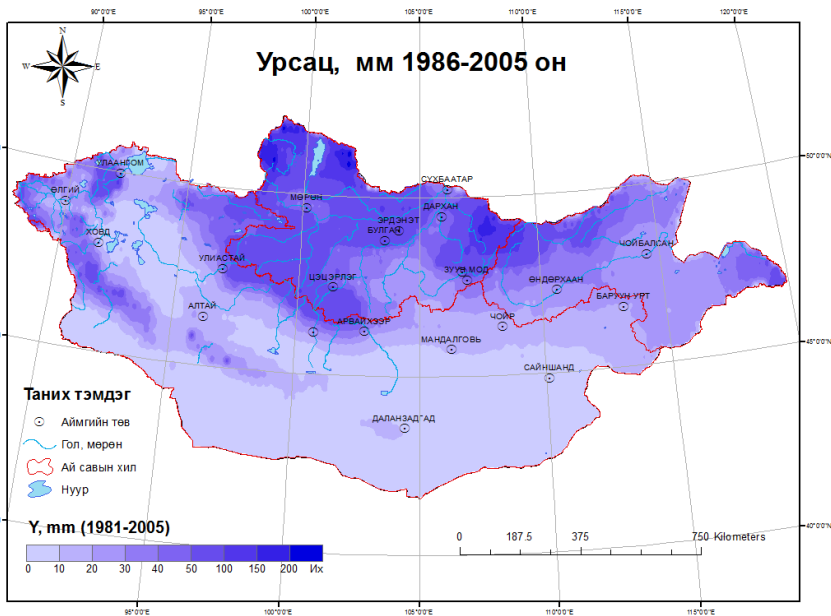 90°0'0"E 95°0'0"E 100°0'0"E 105°0'0"E 110°0'0"E 115°0'0"E 120°0'0"E
N
W E
S
Урсац, мм 1986-2005 он
50°0'0"N
УЛААНГОМ
СҮХБААТАР
ӨЛГИЙ
МӨРӨН
ДАРХАН
ЭРДЭНЭТ
ХОВД
БУЛГАН
ЧОЙБАЛСАН
УЛИАСТАЙ
ЗУУН МОД
ЦЭЦЭРЛЭГ
ӨНДӨРХААН
БАРУУН УРТ
АЛТАЙ
ЧОЙР
АРВАЙХЭЭР
45°0'0"N
МАНДАЛГОВЬ
САЙНШАНД
Таних тэмдэг
ДАЛАНЗАДГАД
Аймгийн төв
Гол, мөрөн
Ай савын хил
Нуур
Y, mm (1981-2005)
40°0'0"N
0 187.5 375 750 Kilometers
0 10 20 30 40 50 100 150 200 Их
95°0'0"E 100°0'0"E 105°0'0"E 110°0'0"E 115°0'0"E